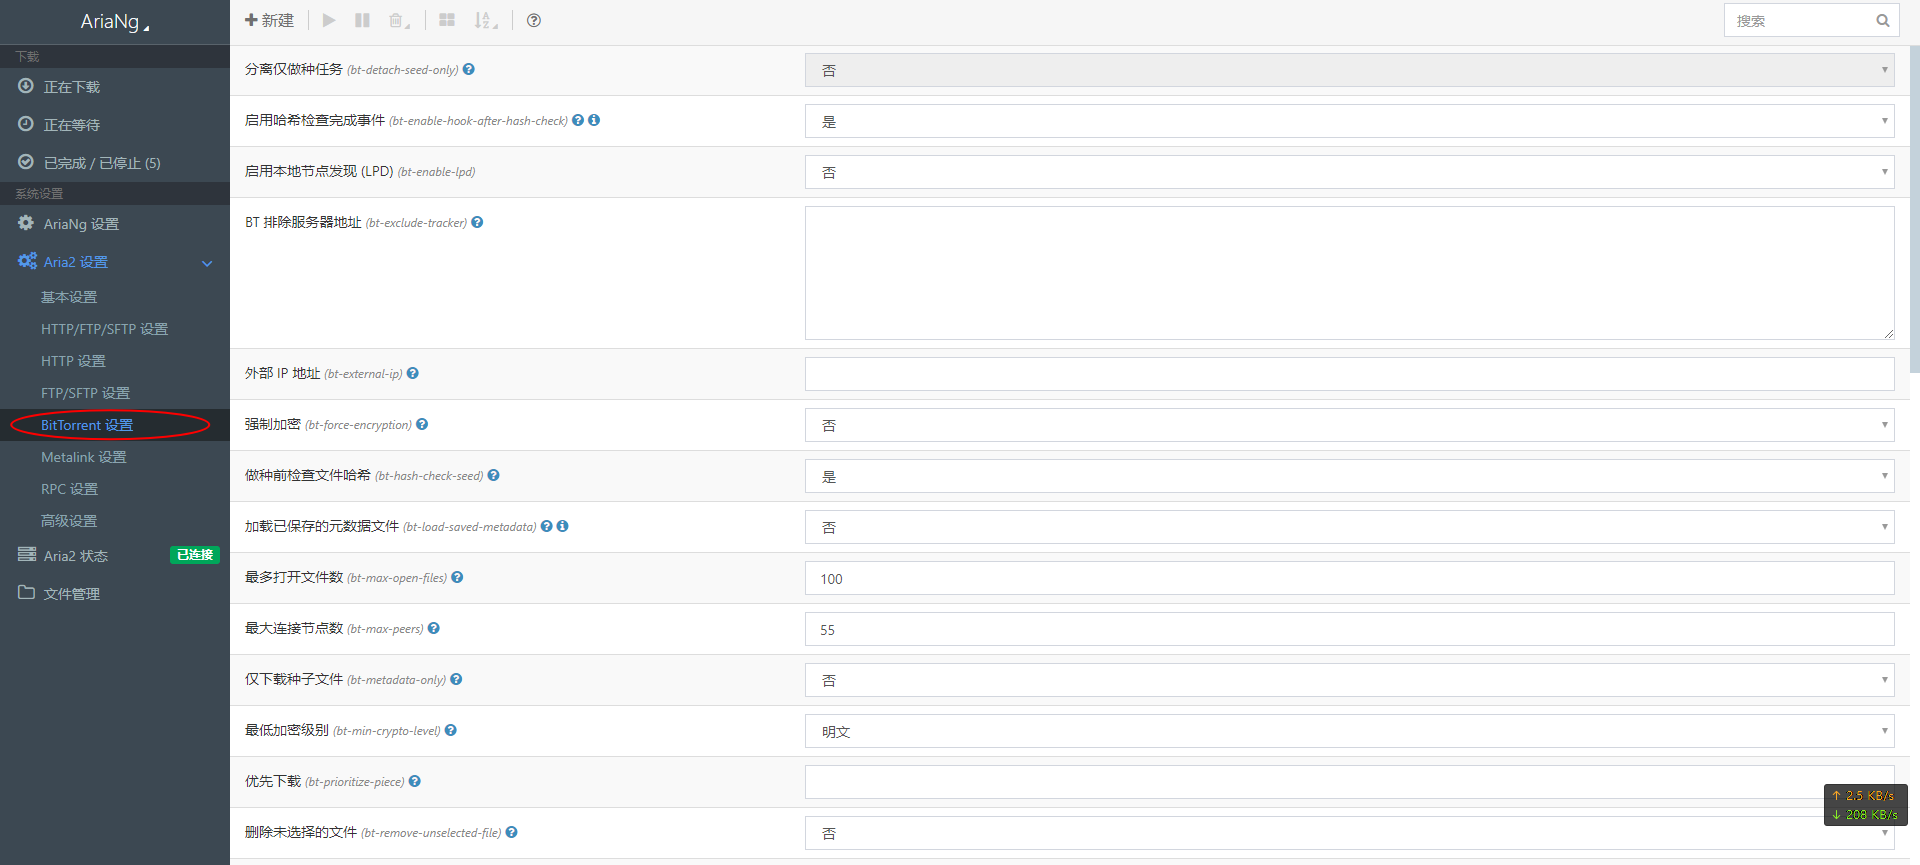 AriaNg
下载
正在下载
正在等待
已完成 / 已停止 (5)
系统设置
AriaNg 设置
Aria2 设置
基本设置
HTTP/FTP/SFTP 设置
HTTP 设置
FTP/SFTP 设置
BitTorrent 设置
Metalink 设置
RPC 设置
高级设置
Aria2 状态 已连接
文件管理
新建
搜索
分离仅做种任务 (bt-detach-seed-only) 否
启用哈希检查完成事件 (bt-enable-hook-after-hash-check) 是
启用本地节点发现 (LPD) (bt-enable-lpd) 否
BT 排除服务器地址 (bt-exclude-tracker)
外部 IP 地址 (bt-external-ip)
强制加密 (bt-force-encryption) 否
做种前检查文件哈希 (bt-hash-check-seed) 是
加载已保存的元数据文件 (bt-load-saved-metadata) 否
最多打开文件数 (bt-max-open-files) 100
最大连接节点数 (bt-max-peers) 55
仅下载种子文件 (bt-metadata-only) 否
最低加密级别 (bt-min-crypto-level) 明文
优先下载 (bt-prioritize-piece)
删除未选择的文件 (bt-remove-unselected-file) 否
↑ 2.5 KB/s
↓ 208 KB/s